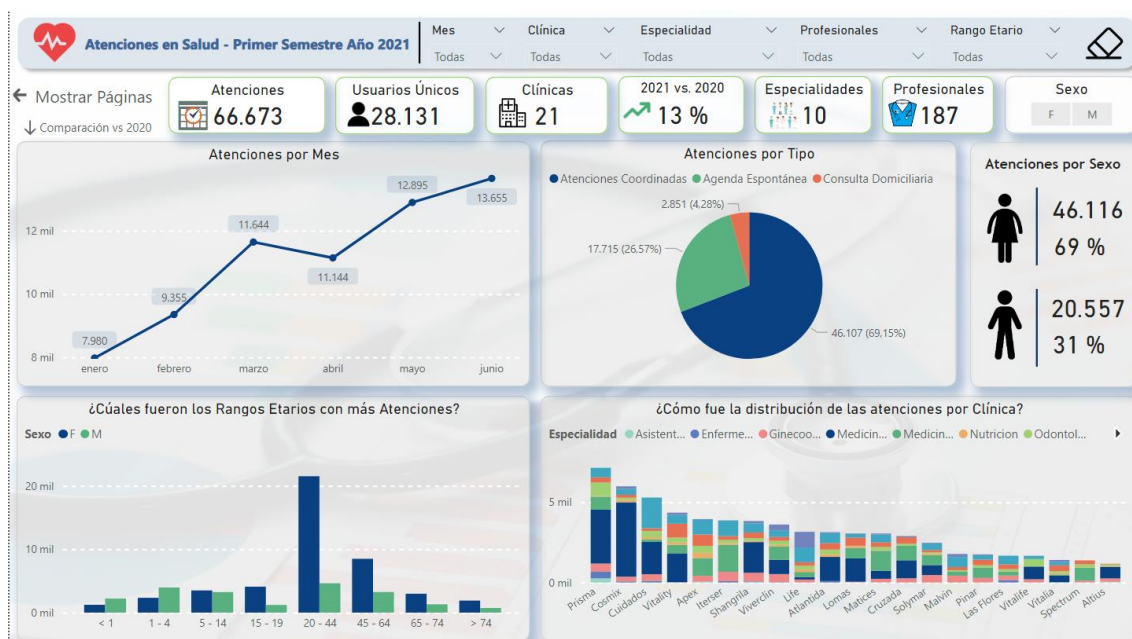 Atenciones en Salud - Primer Semestre Año 2021
Mes
Todas
Clínica
Todas
Especialidad
Todas
Profesionales
Todas
Rango Etario
Todas
Mostrar Páginas
Comparación vs 2020
Atenciones
66.673
Usuarios Únicos
28.131
Clínicas
21
2021 vs. 2020
13 %
Especialidades
10
Profesionales
187
Sexo
F M
Atenciones por Mes
12 mil
10 mil
8 mil
7.980
9.355
11.644
11.144
12.895
13.655
enero febrero marzo abril mayo junio
Atenciones por Tipo
Atenciones Coordinadas Agenda Espontánea Consulta Domiciliaria
2.851 (4.28%)
17.715 (26.57%)
46.107 (69,15%)
Atenciones por Sexo
46.116
69 %
20.557
31 %
¿Cúales fueron los Rangos Etarios con más Atenciones?
Sexo F M
20 mil
10 mil
0 mil
< 1 1 - 4 5 - 14 15 - 19 20 - 44 45 - 64 65 - 74 > 74
¿Cómo fue la distribución de las atenciones por Clínica?
Especialidad Asistent... Enferme... Ginecoo... Medicin... Medicin... Nutricion Odontol...
5 mil
0 mil
Prisma Cosmix Cuidados Vitality Apex Iterser Shangrila Viverclin Life Atlantida Lomas Matices Cruzada Solymar Malvin Pinar Las Flores Vitalife Vitalia Spectrum Altius